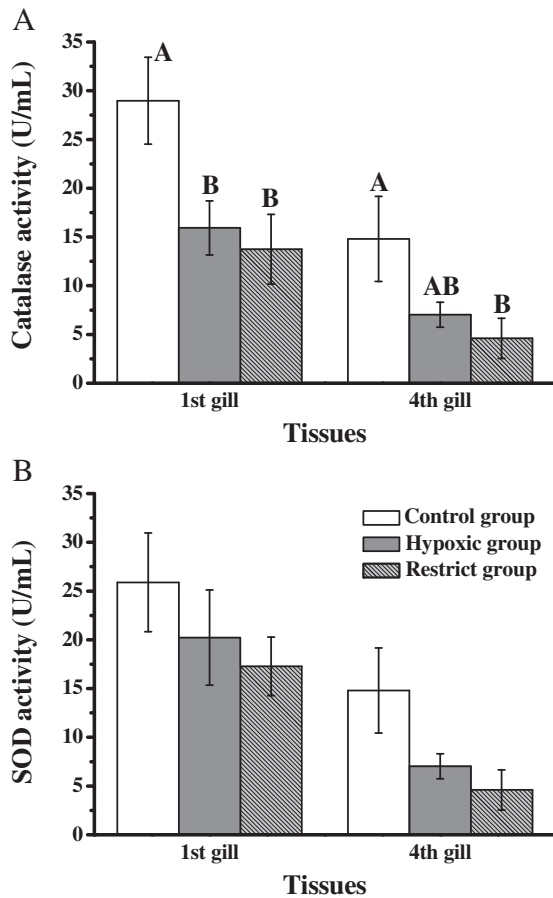 A
Catalase activity (U/mL)
35
30
25
20
15
10
5
0
A
B
B
A
AB
B
1st gill
4th gill
Tissues
B
SOD activity (U/mL)
35
30
25
20
15
10
5
0
Control group
Hypoxic group
Restrict group
1st gill
4th gill
Tissues